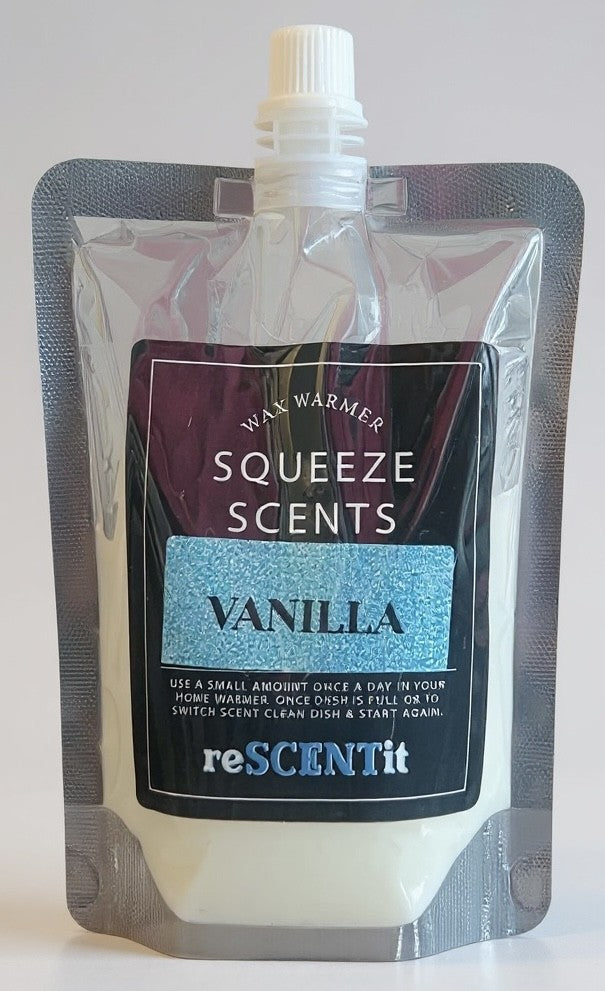 WAX WARMER
SQUEEZE
SCENTS
VANILLA
USE A SMALL AMOUNT ONCE A DAY IN YOUR
HOME WARMER. ONCE DISH IS FULL OR TO
SWITCH SCENT CLEAN DISH & START AGAIN.
reSCENTit